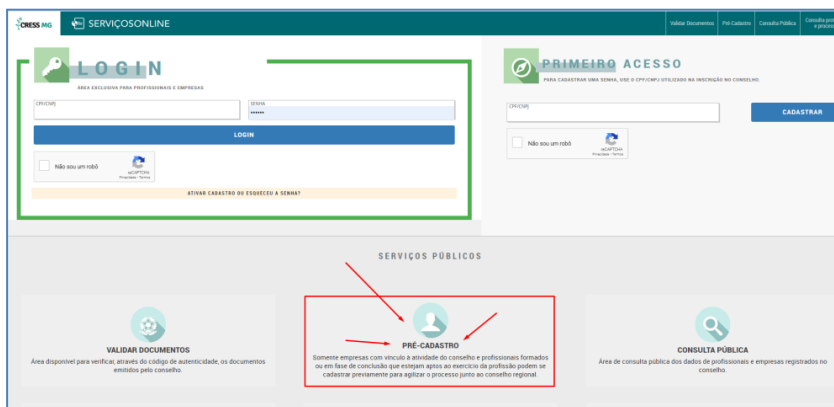 CRESS MG
SERVIÇOSONLINE
Validar Documentos
Pré-Cadastro
Consulta Pública
LOGIN
ÁREA EXCLUSIVA PARA PROFISSIONAIS E EMPRESAS
CPF/CNPJ
SENHA
LOGIN
Não sou um robô
reCAPTCHA
Privacidade - Termos
ATIVAR CADASTRO OU ESQUECEU A SENHA?
PRIMEIRO ACESSO
PARA CADASTRAR UMA SENHA, USE O CPF/CNPJ UTILIZADO NA INSCRIÇÃO NO CONSELHO.
CPF/CNPJ
CADASTRAR
Não sou um robô
reCAPTCHA
Privacidade - Termos
SERVIÇOS PÚBLICOS
VALIDAR DOCUMENTOS
Área disponível para verificar, através do código de autenticidade, os documentos
emitidos pelo conselho.
PRÉ-CADASTRO
Somente empresas com vínculo à atividade do conselho e profissionais formados
ou em fase de conclusão que estejam aptos ao exercício da profissão podem se
cadastrar previamente para agilizar o processo junto ao conselho regional.
CONSULTA PÚBLICA
Área de consulta pública dos dados de profissionais e empresas registrados no
conselho.